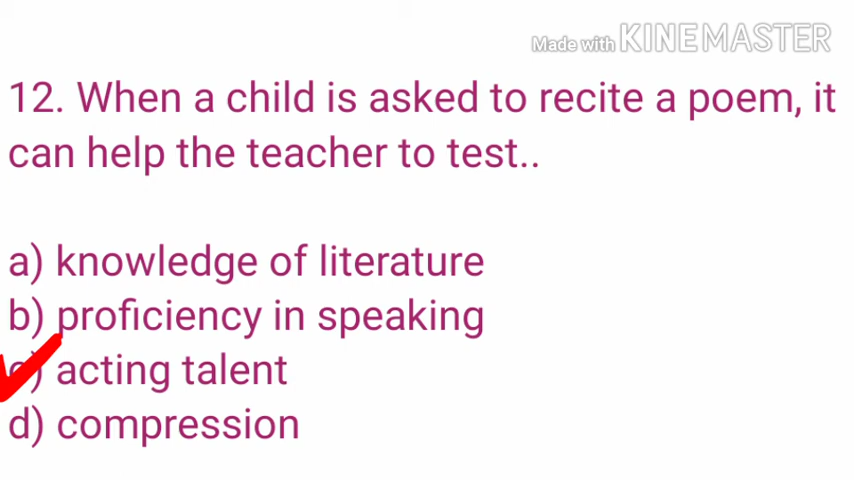 Made with KINEMASTER
12. When a child is asked to recite a poem, it
can help the teacher to test..
a) knowledge of literature
b) proficiency in speaking
c) acting talent
d) compression